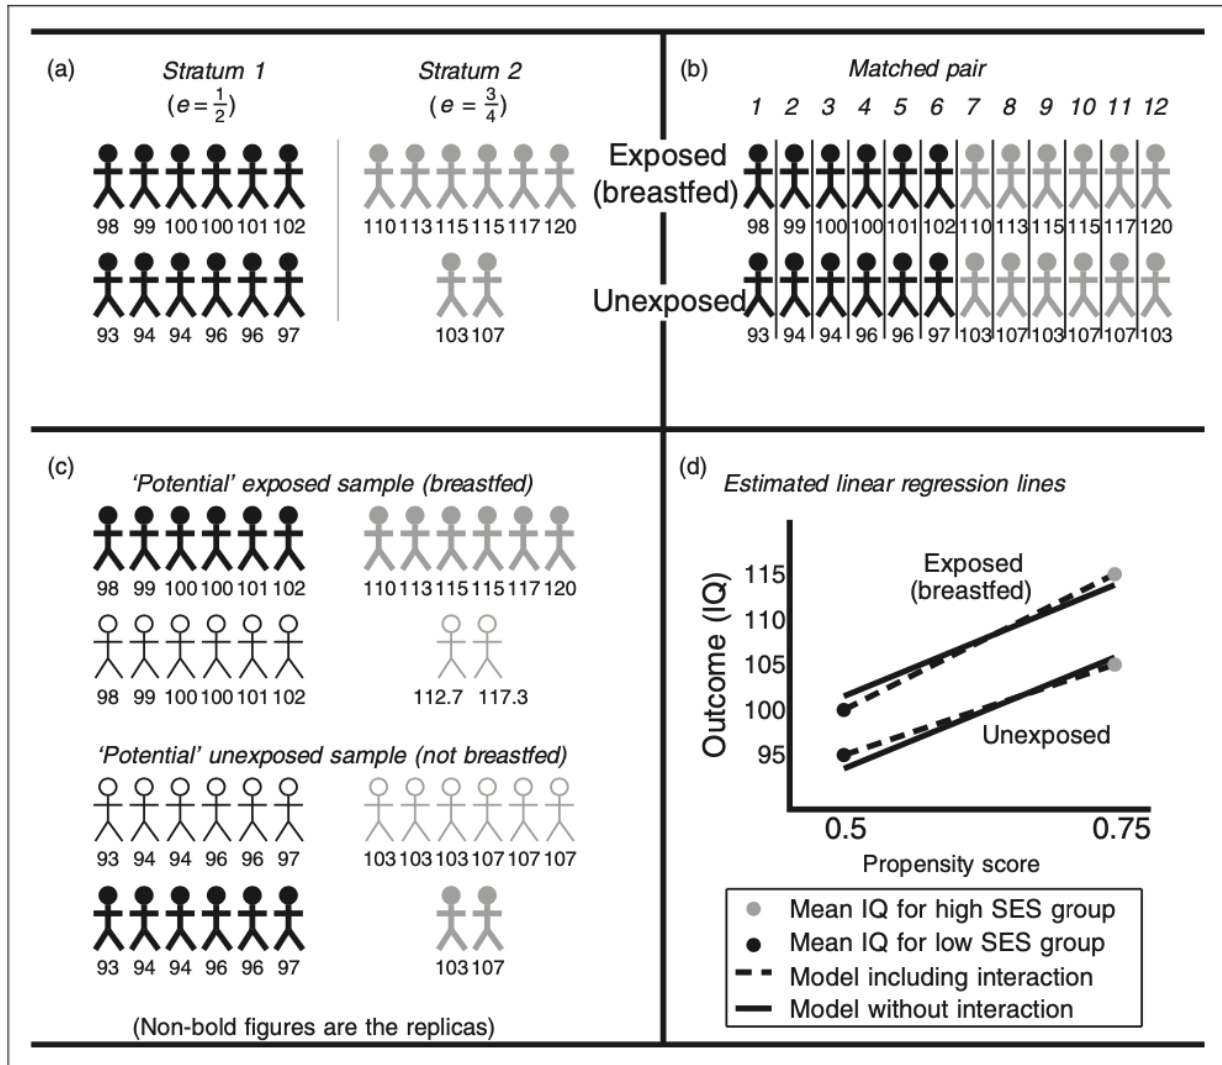 (a)
Stratum 1
(e = 1/2)
Stratum 2
(e = 3/4)
98 99 100 100 101 102
110 113 115 115 117 120
93 94 94 96 96 97
103 107
Exposed
(breastfed)
Unexposed
(b)
Matched pair
1 2 3 4 5 6 7 8 9 10 11 12
98 99 100 100 101 102 110 113 115 115 117 120
93 94 94 96 96 97 103 107 103 107 107 103
(c)
'Potential' exposed sample (breastfed)
98 99 100 100 101 102 110 113 115 115 117 120
98 99 100 100 101 102 112.7 117.3
'Potential' unexposed sample (not breastfed)
93 94 94 96 96 97 103 103 103 107 107 107
93 94 94 96 96 97 103 107
(Non-bold figures are the replicas)
(d)
Estimated linear regression lines
Outcome (IQ)
115
110
105
100
95
Exposed
(breastfed)
Unexposed
0.5 0.75
Propensity score
Mean IQ for high SES group
Mean IQ for low SES group
Model including interaction
Model without interaction